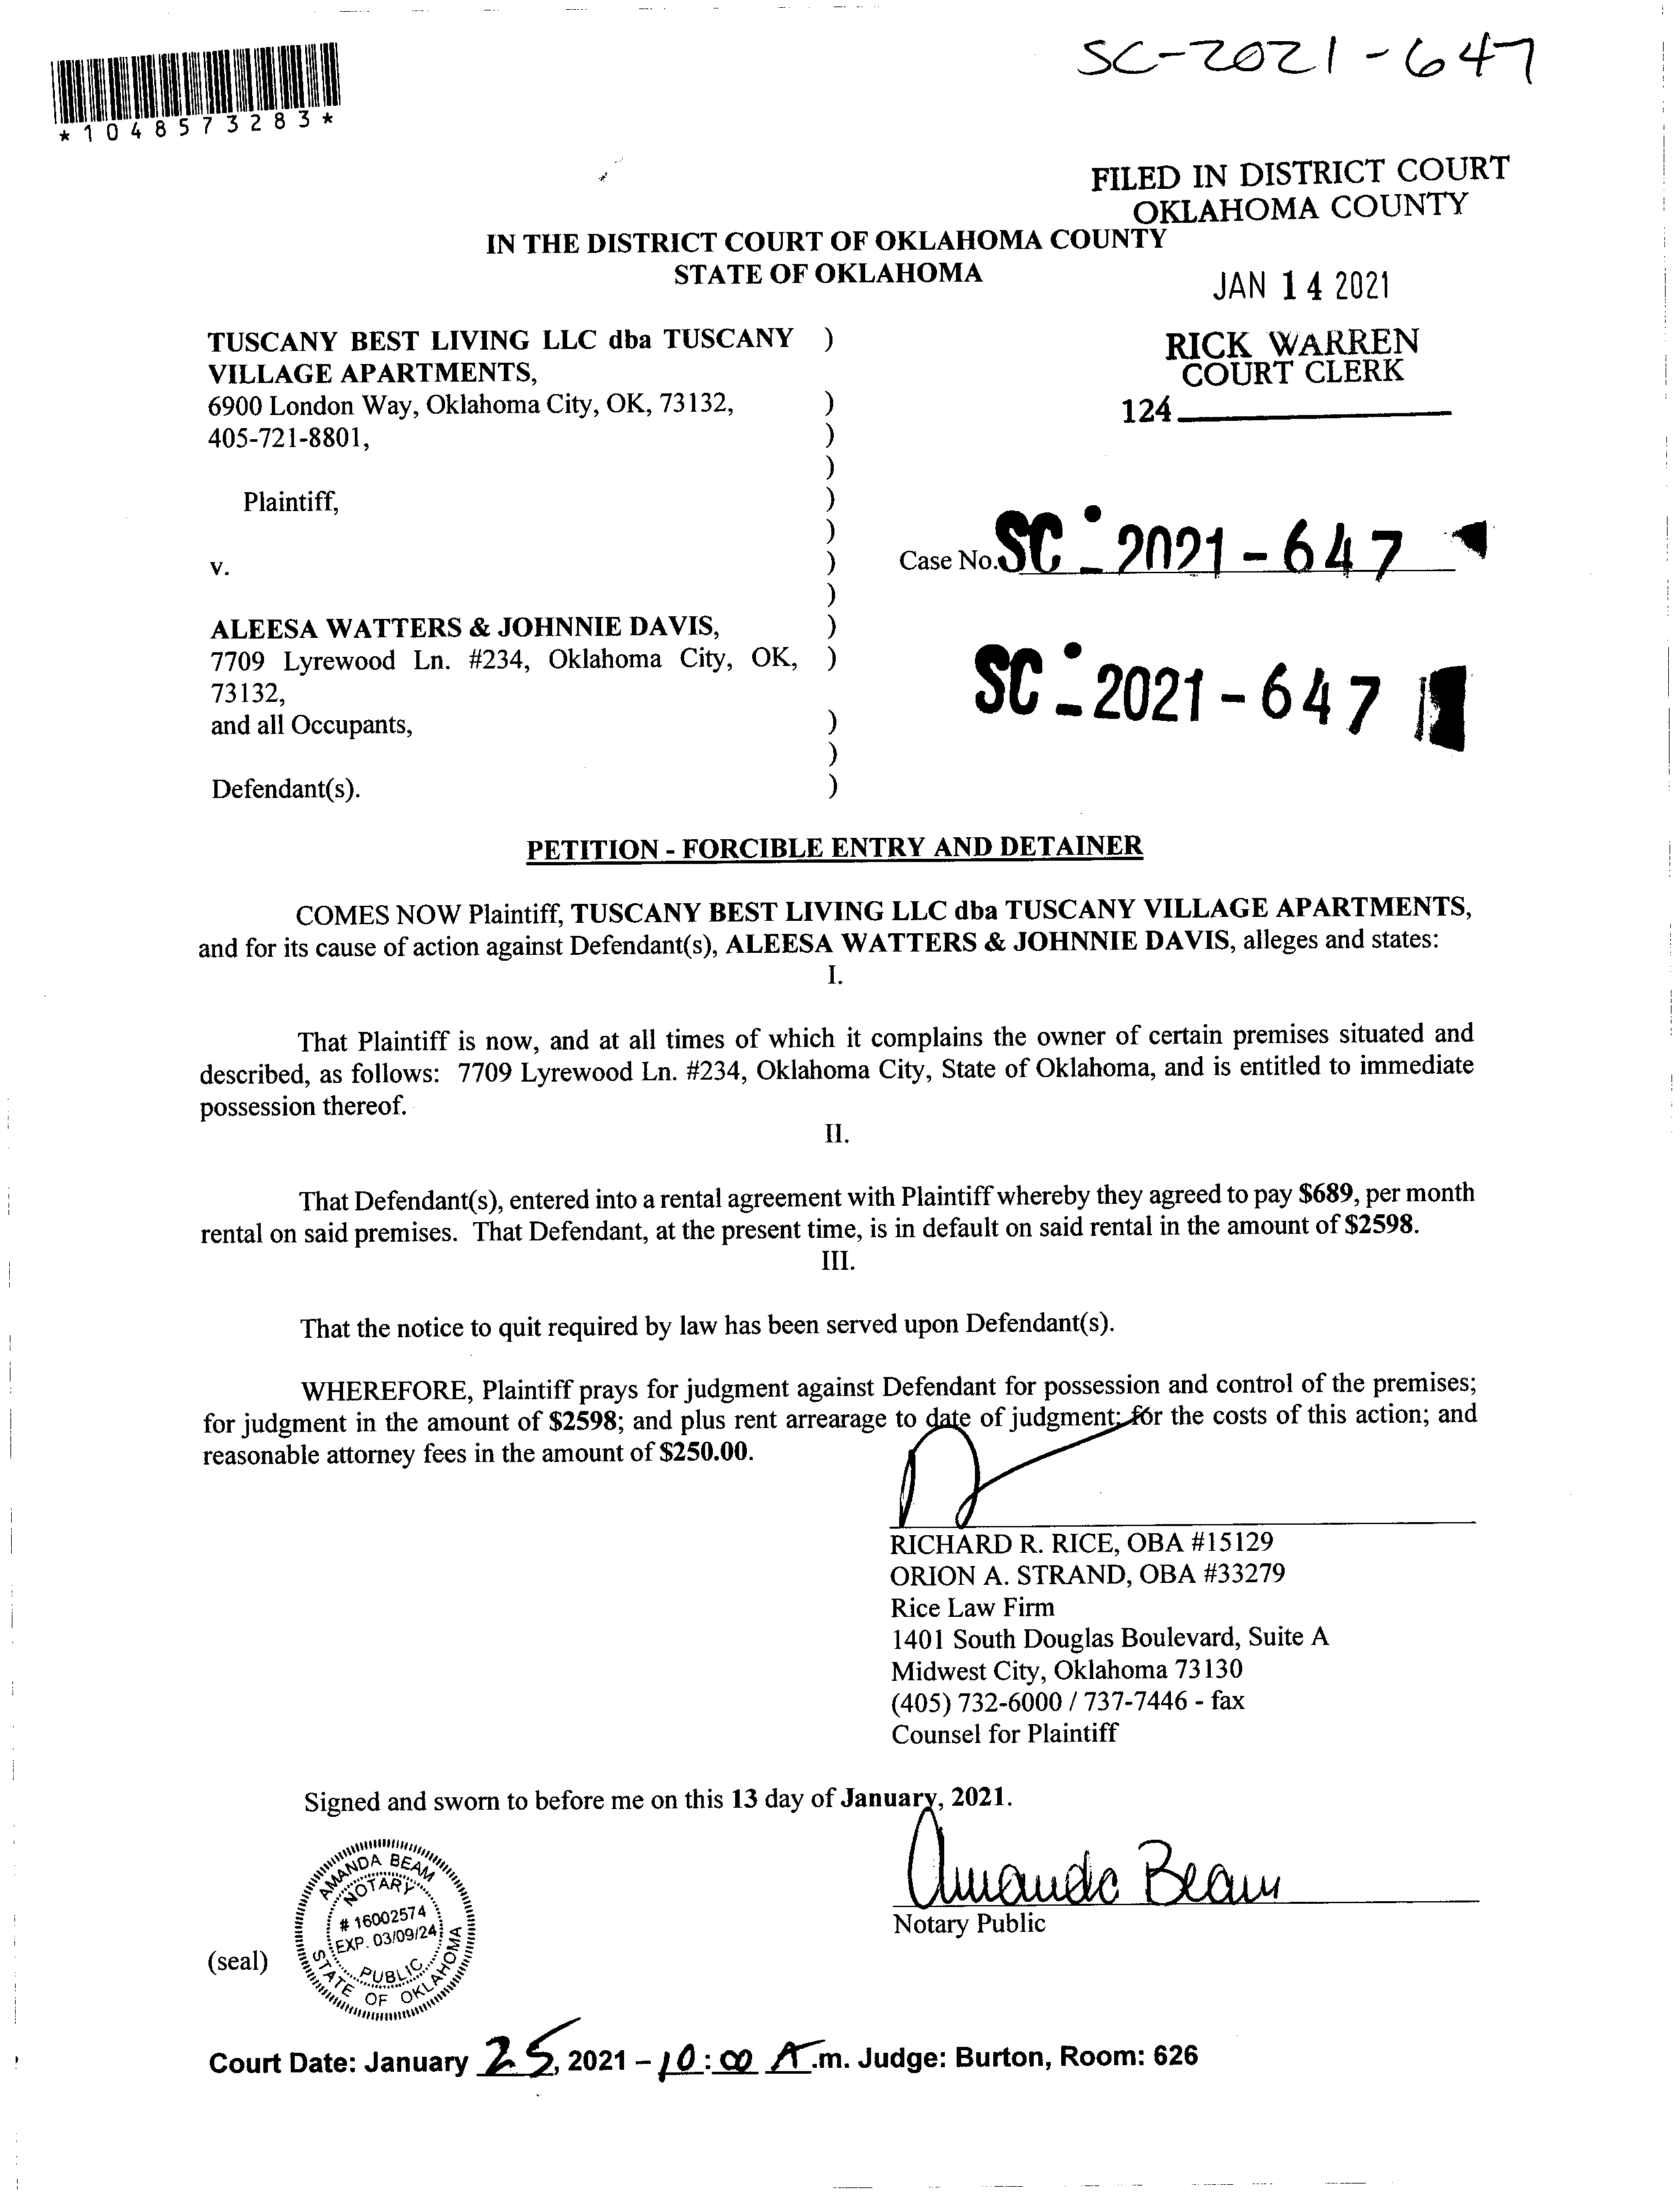 SC-2021-647
*1048573283*
FILED IN DISTRICT COURT
OKLAHOMA COUNTY
IN THE DISTRICT COURT OF OKLAHOMA COUNTY
STATE OF OKLAHOMA
JAN 14 2021
TUSCANY BEST LIVING LLC dba TUSCANY )
VILLAGE APARTMENTS,
RICK WARREN
COURT CLERK
6900 London Way, Oklahoma City, OK, 73132, )
124
405-721-8801, )
)
Plaintiff, )
)
v. )
Case No. SC - 2021 - 647
)
ALEESA WATTERS & JOHNNIE DAVIS, )
7709 Lyrewood Ln. #234, Oklahoma City, OK, )
73132,
SC - 2021 - 647
and all Occupants, )
)
Defendant(s). )
PETITION - FORCIBLE ENTRY AND DETAINER
COMES NOW Plaintiff, TUSCANY BEST LIVING LLC dba TUSCANY VILLAGE APARTMENTS,
and for its cause of action against Defendant(s), ALEESA WATTERS & JOHNNIE DAVIS, alleges and states:
I.
That Plaintiff is now, and at all times of which it complains the owner of certain premises situated and
described, as follows: 7709 Lyrewood Ln. #234, Oklahoma City, State of Oklahoma, and is entitled to immediate
possession thereof.
II.
That Defendant(s), entered into a rental agreement with Plaintiff whereby they agreed to pay $689, per month
rental on said premises. That Defendant, at the present time, is in default on said rental in the amount of $2598.
III.
That the notice to quit required by law has been served upon Defendant(s).
WHEREFORE, Plaintiff prays for judgment against Defendant for possession and control of the premises;
for judgment in the amount of $2598; and plus rent arrearage to date of judgment; for the costs of this action; and
reasonable attorney fees in the amount of $250.00.
RICHARD R. RICE, OBA #15129
ORION A. STRAND, OBA #33279
Rice Law Firm
1401 South Douglas Boulevard, Suite A
Midwest City, Oklahoma 73130
(405) 732-6000 / 737-7446 - fax
Counsel for Plaintiff
Signed and sworn to before me on this 13 day of January, 2021.
Amanda Beam
Notary Public
AMANDA BEAM
NOTARY
# 16002574
EXP. 03/09/24
PUBLIC
STATE OF OKLAHOMA
(seal)
Court Date: January 25, 2021 – 10:00 A.m. Judge: Burton, Room: 626